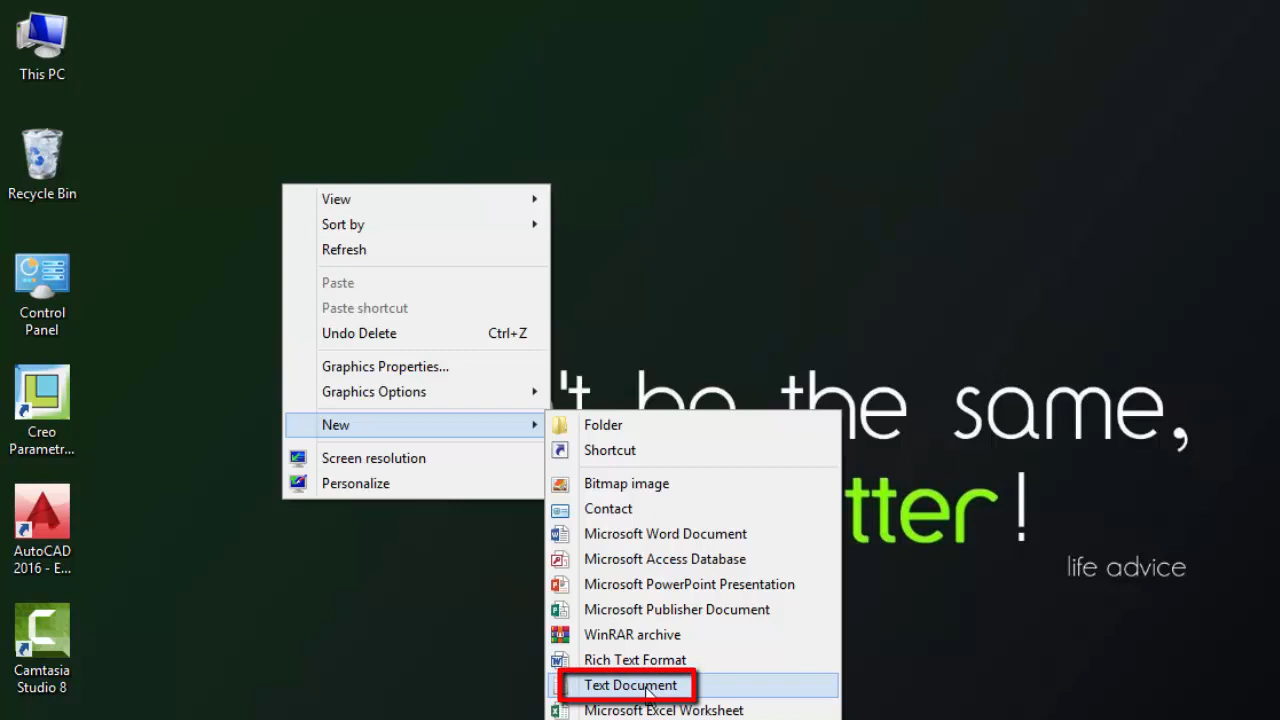 This PC
Recycle Bin
Control
Panel
Creo
Parametr...
AutoCAD
2016 - E...
Camtasia
Studio 8
View
Sort by
Refresh
Paste
Paste shortcut
Undo Delete Ctrl+Z
Graphics Properties...
Graphics Options
New
Screen resolution
Personalize
Folder
Shortcut
Bitmap image
Contact
Microsoft Word Document
Microsoft Access Database
Microsoft PowerPoint Presentation
Microsoft Publisher Document
WinRAR archive
Rich Text Format
Text Document
Microsoft Excel Worksheet
't be the same,
tter!
life advice